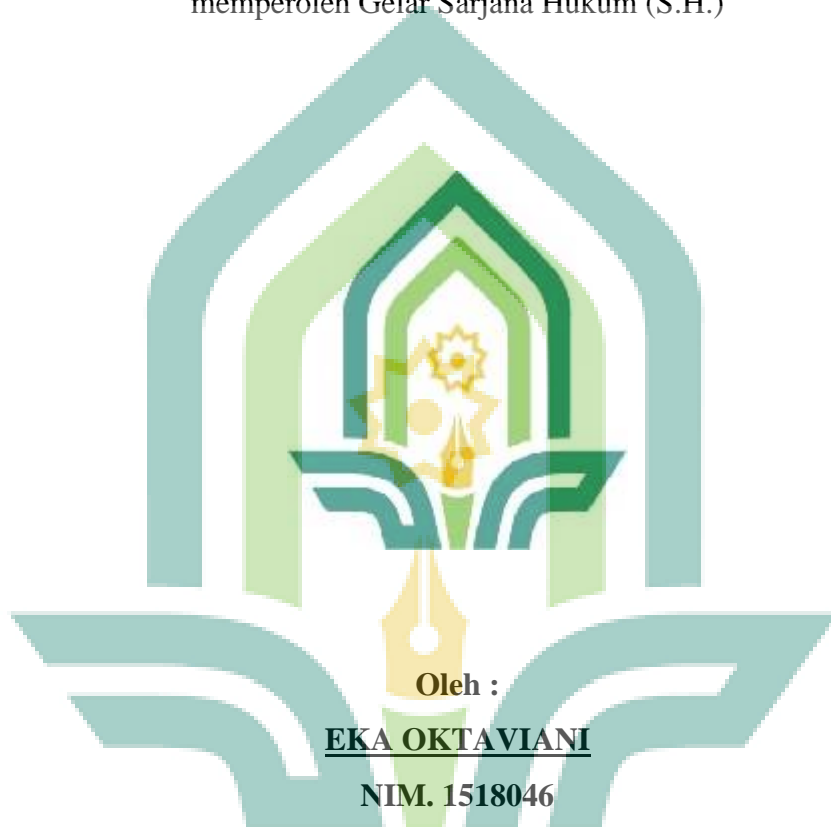 memperoleh Gelar Sarjana Hukum (S.H.)
Oleh :
EKA OKTAVIANI
NIM. 1518046